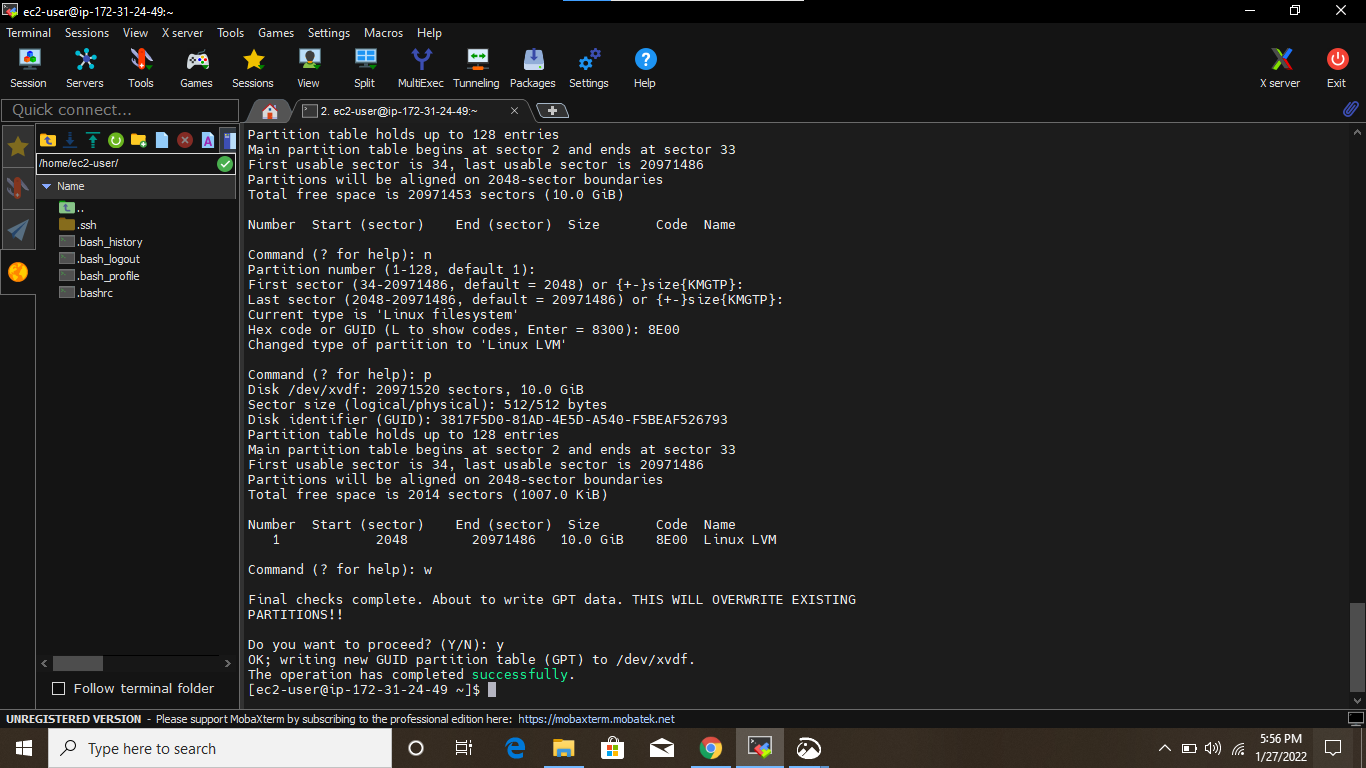 ec2-user@ip-172-31-24-49:~
Terminal Sessions View X server Tools Games Settings Macros Help
Session Servers Tools Games Sessions View Split MultiExec Tunneling Packages Settings Help X server Exit
Quick connect...
2. ec2-user@ip-172-31-24-49:~
/home/ec2-user/
Name
..
.ssh
.bash_history
.bash_logout
.bash_profile
.bashrc
Follow terminal folder
Partition table holds up to 128 entries
Main partition table begins at sector 2 and ends at sector 33
First usable sector is 34, last usable sector is 20971486
Partitions will be aligned on 2048-sector boundaries
Total free space is 20971453 sectors (10.0 GiB)
Number  Start (sector)    End (sector)  Size       Code  Name
Command (? for help): n
Partition number (1-128, default 1):
First sector (34-20971486, default = 2048) or {+-}size{KMGTP}:
Last sector (2048-20971486, default = 20971486) or {+-}size{KMGTP}:
Current type is 'Linux filesystem'
Hex code or GUID (L to show codes, Enter = 8300): 8E00
Changed type of partition to 'Linux LVM'
Command (? for help): p
Disk /dev/xvdf: 20971520 sectors, 10.0 GiB
Sector size (logical/physical): 512/512 bytes
Disk identifier (GUID): 3817F5D0-81AD-4E5D-A540-F5BEAF526793
Partition table holds up to 128 entries
Main partition table begins at sector 2 and ends at sector 33
First usable sector is 34, last usable sector is 20971486
Partitions will be aligned on 2048-sector boundaries
Total free space is 2014 sectors (1007.0 KiB)
Number  Start (sector)    End (sector)  Size       Code  Name
   1            2048        20971486   10.0 GiB    8E00  Linux LVM
Command (? for help): w
Final checks complete. About to write GPT data. THIS WILL OVERWRITE EXISTING
PARTITIONS!!
Do you want to proceed? (Y/N): y
OK; writing new GUID partition table (GPT) to /dev/xvdf.
The operation has completed successfully.
[ec2-user@ip-172-31-24-49 ~]$
UNREGISTERED VERSION - Please support MobaXterm by subscribing to the professional edition here: https://mobaxterm.mobatek.net
Type here to search
5:56 PM
1/27/2022